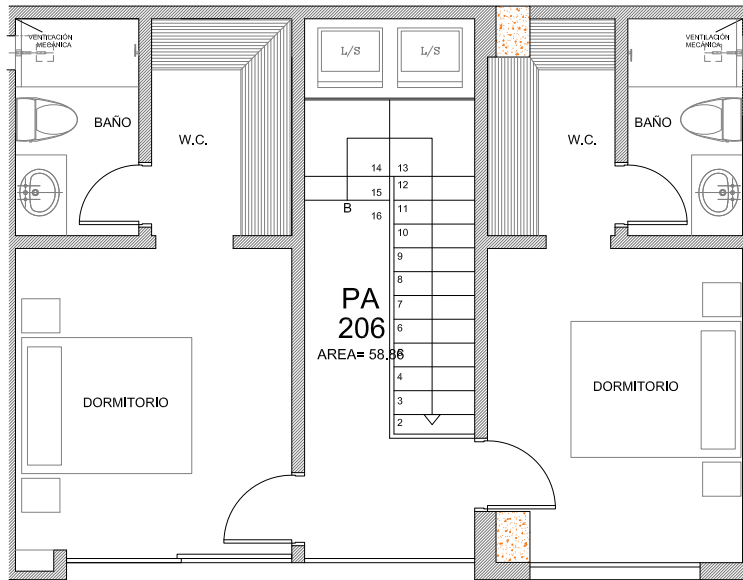 VENTILACIÓN
MECÁNICA
BAÑO
W.C.
L/S
L/S
W.C.
BAÑO
VENTILACIÓN
MECÁNICA
14
13
15
12
B
16
11
10
9
8
7
6
4
3
2
PA
206
AREA= 58.86
DORMITORIO
DORMITORIO